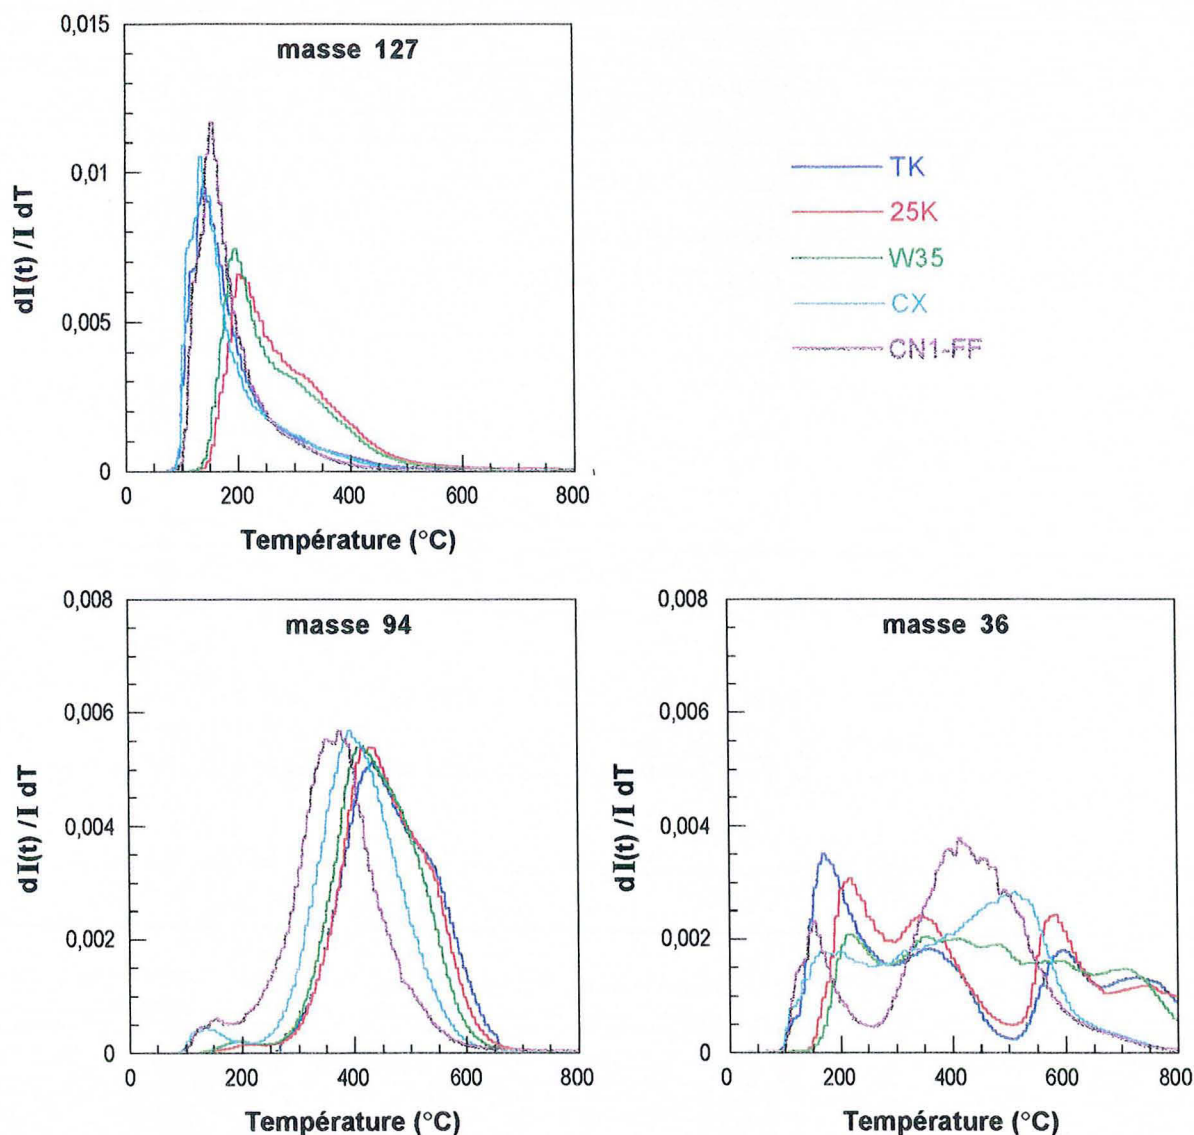 masse 127
0,015
0,01
0,005
0
dI(t) /I dT
0 200 400 600 800
Température (°C)
TK
25K
W35
CX
CN1-FF
masse 94
0,008
0,006
0,004
0,002
0
dI(t) /I dT
0 200 400 600 800
Température (°C)
masse 36
0,008
0,006
0,004
0,002
0
dI(t) /I dT
0 200 400 600 800
Température (°C)